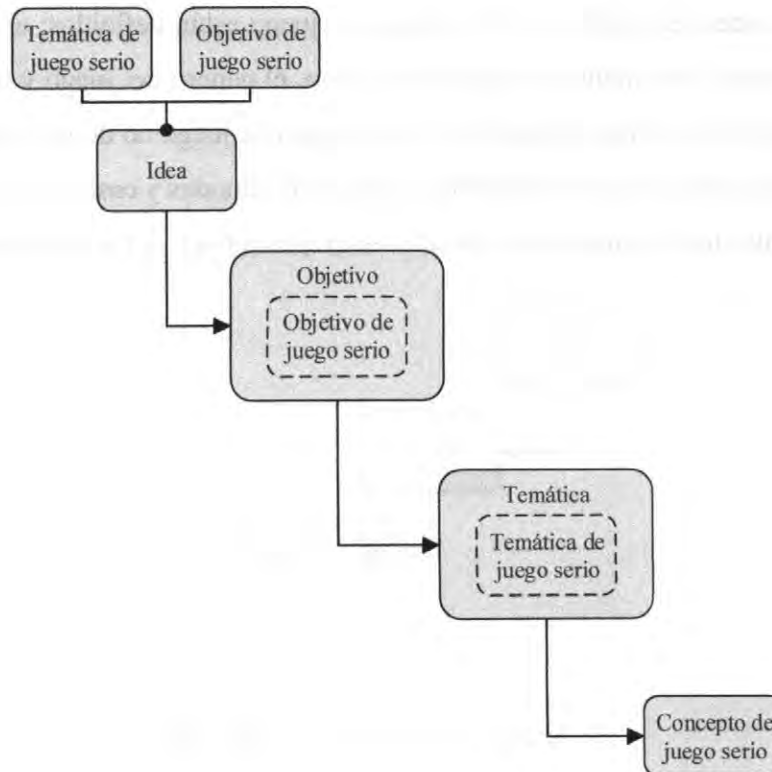 Temática de
juego serio
Objetivo de
juego serio
Idea
Objetivo
Objetivo de
juego serio
Temática
Temática de
juego serio
Concepto de
juego serio